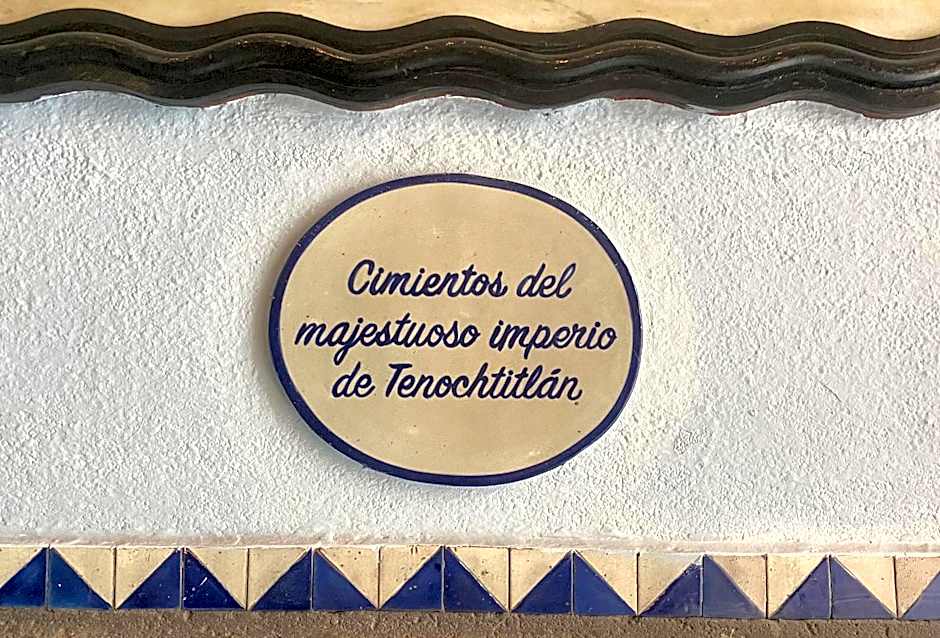 Cimientos del
majestuoso imperio
de Tenochtitlán